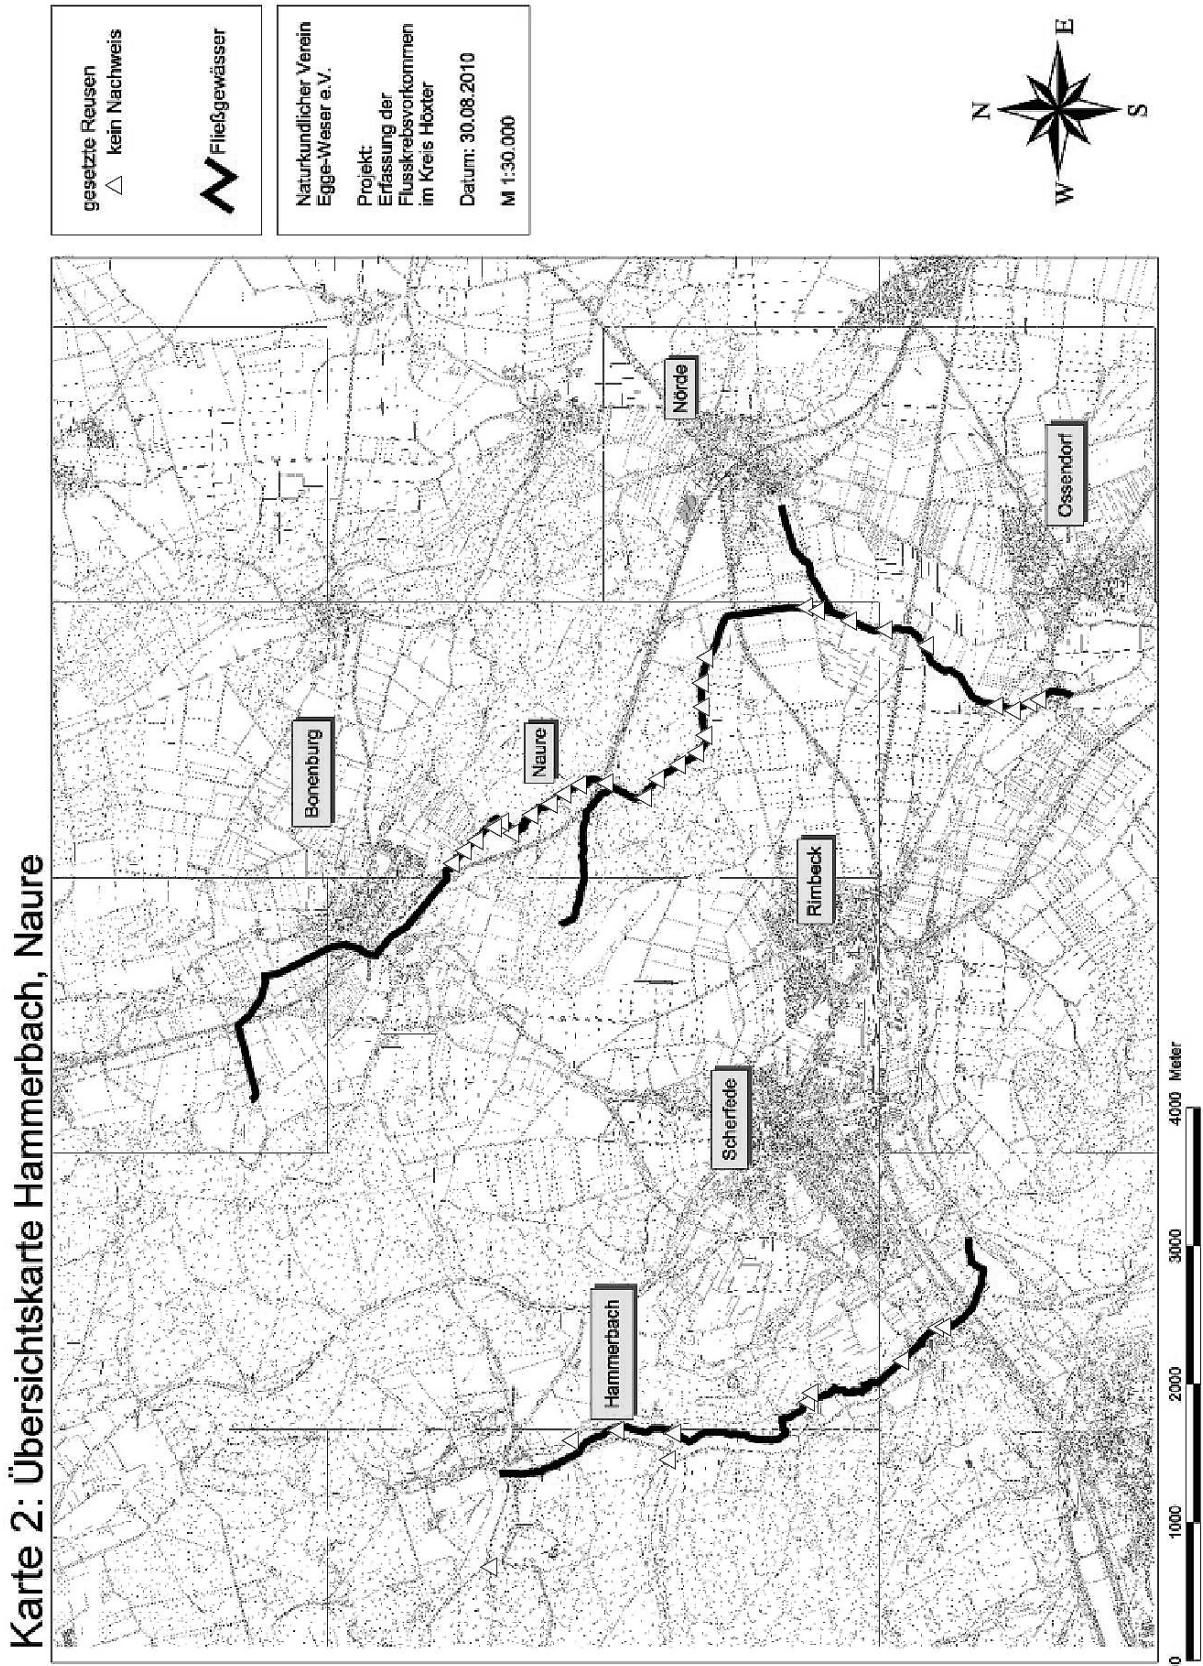 Karte 2: Übersichtskarte Hammerbach, Naure
gesetzte Reusen
kein Nachweis
Fließgewässer
Naturkundlicher Verein
Egge-Weser e.V.
Projekt:
Erfassung der
Flusskrebsvorkommen
im Kreis Höxter
Datum: 30.08.2010
M 1:30.000
N
W
E
S
Bonenburg
Naure
Nörde
Ossendorf
Rimbeck
Scherfede
Hammerbach
0 1000 2000 3000 4000 Meter